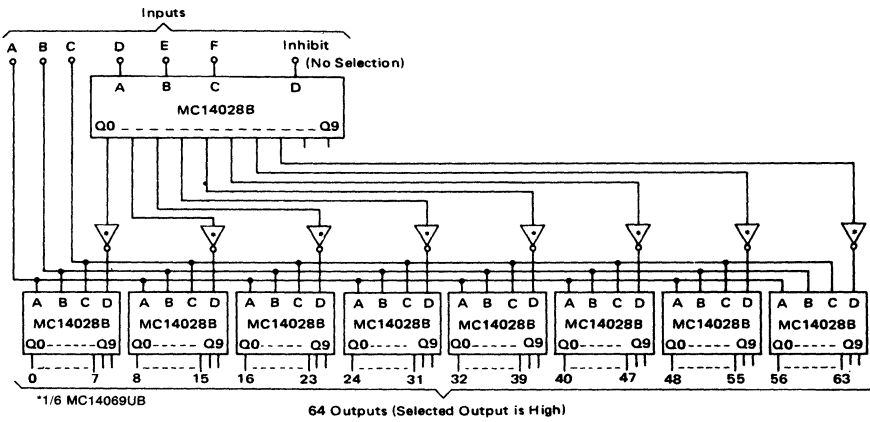 Inputs
A B C D E F Inhibit
(No Selection)
A B C D
MC14028B
Q0 Q9
A B C D A B C D A B C D A B C D A B C D A B C D A B C D A B C D
MC14028B MC14028B MC14028B MC14028B MC14028B MC14028B MC14028B MC14028B
Q0 Q9 Q0 Q9 Q0 Q9 Q0 Q9 Q0 Q9 Q0 Q9 Q0 Q9 Q0 Q9
0 7 8 15 16 23 24 31 32 39 40 47 48 55 56 63
*1/6 MC14069UB
64 Outputs (Selected Output is High)